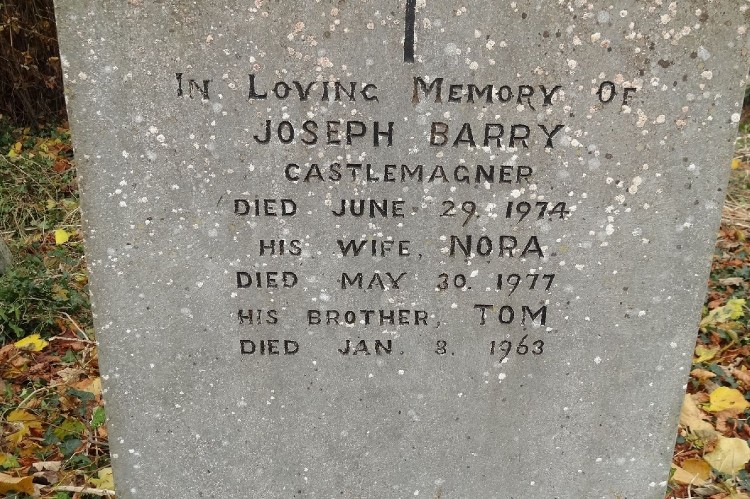 In Loving Memory Of
JOSEPH BARRY
CASTLEMAGNER
DIED JUNE 29. 1974
HIS WIFE, NORA
DIED MAY 30. 1977
HIS BROTHER, TOM
DIED JAN. 8. 1963